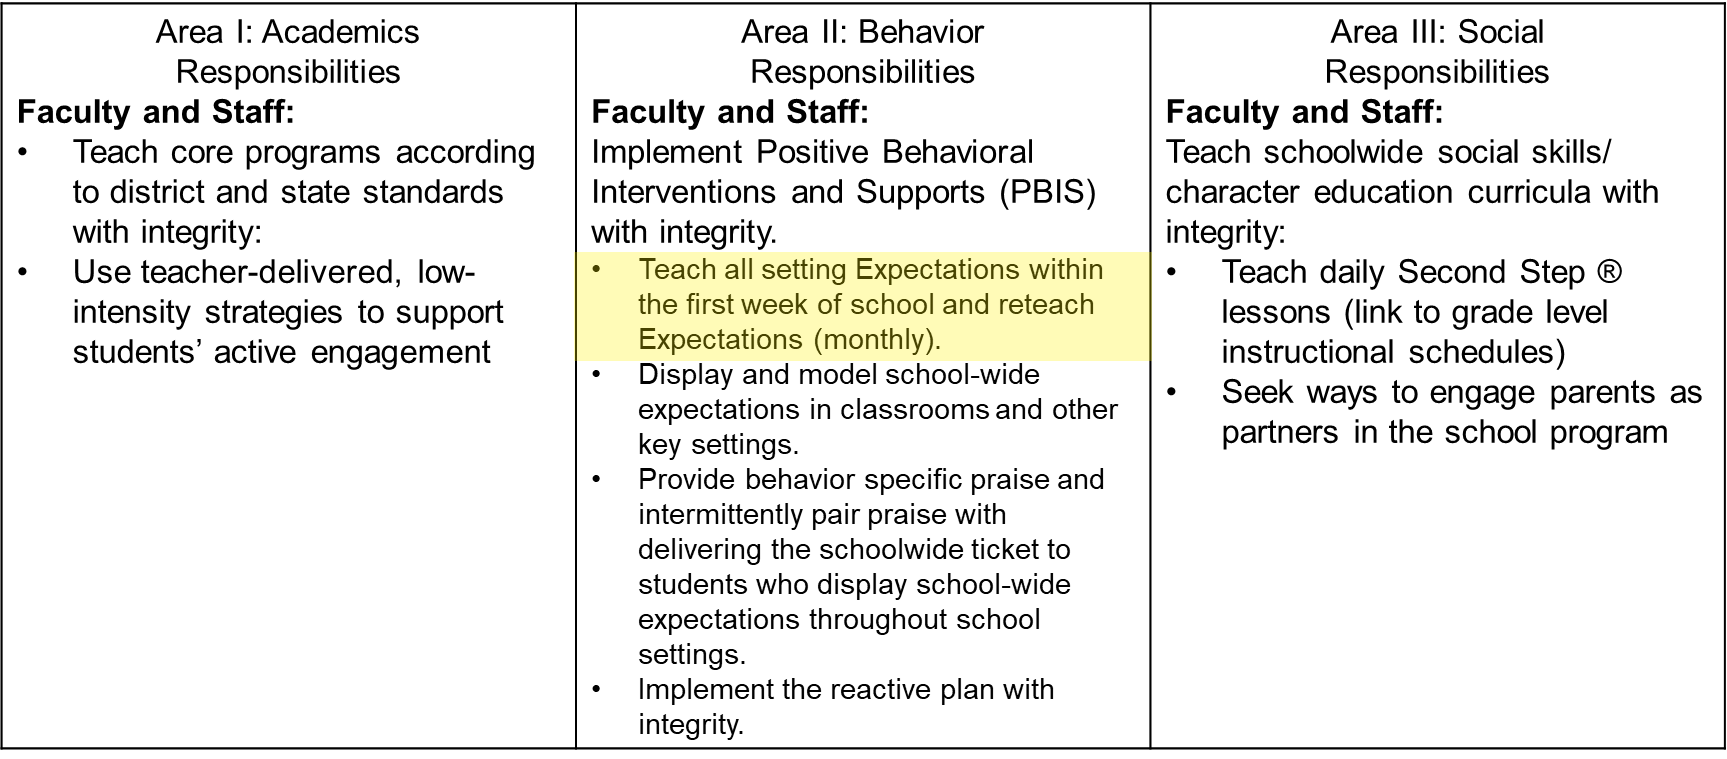 Area I: Academics
Responsibilities
Faculty and Staff:
• Teach core programs according
to district and state standards
with integrity:
• Use teacher-delivered, low-
intensity strategies to support
students’ active engagement
Area II: Behavior
Responsibilities
Faculty and Staff:
Implement Positive Behavioral
Interventions and Supports (PBIS)
with integrity.
• Teach all setting Expectations within
the first week of school and reteach
Expectations (monthly).
• Display and model school-wide
expectations in classrooms and other
key settings.
• Provide behavior specific praise and
intermittently pair praise with
delivering the schoolwide ticket to
students who display school-wide
expectations throughout school
settings.
• Implement the reactive plan with
integrity.
Area III: Social
Responsibilities
Faculty and Staff:
Teach schoolwide social skills/
character education curricula with
integrity:
• Teach daily Second Step ®
lessons (link to grade level
instructional schedules)
• Seek ways to engage parents as
partners in the school program